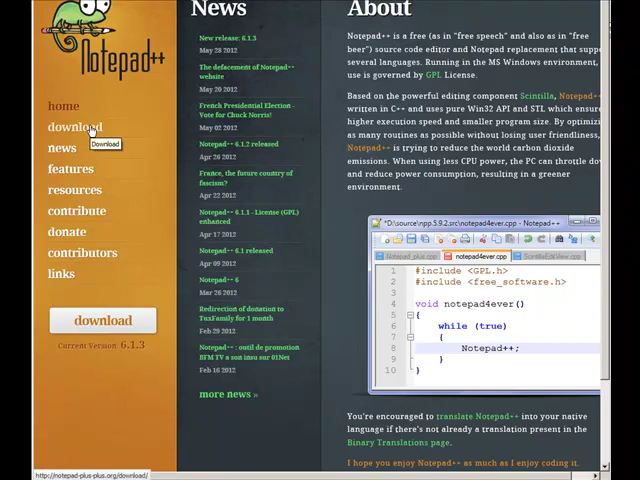 Notepad++
home
download
Download
news
features
resources
contribute
donate
contributors
links
download
Current Version 6.1.3
News
New release: 6.1.3
May 28 2012
The defacement of Notepad++
website
May 20 2012
French Presidential Election -
Vote for Chuck Norris!
May 02 2012
Notepad++ 6.1.2 released
Apr 26 2012
France, the future country of
fascism?
Apr 23 2012
Notepad++ 6.1.1 - License (GPL)
enhanced
Apr 17 2012
Notepad++ 6.1 released
Apr 09 2012
Notepad++ 6
Mar 26 2012
Redirection of donation to
TuxFamily for 1 month
Feb 29 2012
Notepad++ : outil de promotion
BFM TV a son insu sur 01Net
Feb 16 2012
more news »
About
Notepad++ is a free (as in "free speech" and also as in "free
beer") source code editor and Notepad replacement that supp
several languages. Running in the MS Windows environment,
use is governed by GPL License.
Based on the powerful editing component Scintilla, Notepad+
written in C++ and uses pure Win32 API and STL which ensure
higher execution speed and smaller program size. By optimizi
as many routines as possible without losing user friendliness,
Notepad++ is trying to reduce the world carbon dioxide
emissions. When using less CPU power, the PC can throttle dov
and reduce power consumption, resulting in a greener
environment.
*D:\source\npp.5.9.2.src\notepad4ever.cpp - Notepad++
Notepad_plus.cpp
notepad4ever.cpp
ScintillaEditView.cpp
1 #include <GPL.h>
2 #include <free_software.h>
3
4 void notepad4ever()
5 {
6 while (true)
7 {
8 Notepad++;
9 }
10 }
You're encouraged to translate Notepad++ into your native
language if there's not already a translation present in the
Binary Translations page.
I hope you enjoy Notepad++ as much as I enjoy coding it.
http://notepad-plus-plus.org/download/